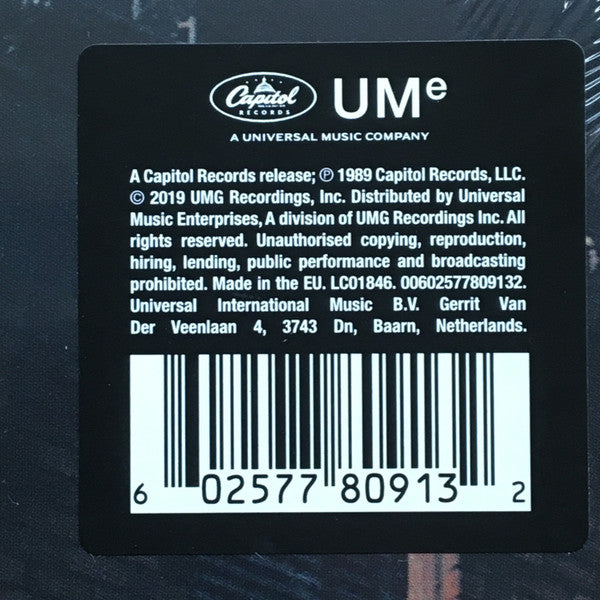 Capitol
RECORDS
UMe
A UNIVERSAL MUSIC COMPANY
A Capitol Records release; ℗ 1989 Capitol Records, LLC.
© 2019 UMG Recordings, Inc. Distributed by Universal
Music Enterprises, A division of UMG Recordings Inc. All
rights reserved. Unauthorised copying, reproduction,
hiring, lending, public performance and broadcasting
prohibited. Made in the EU. LC01846. 00602577809132.
Universal International Music B.V. Gerrit Van
Der Veenlaan 4, 3743 Dn, Baarn, Netherlands.
6 02577 80913 2